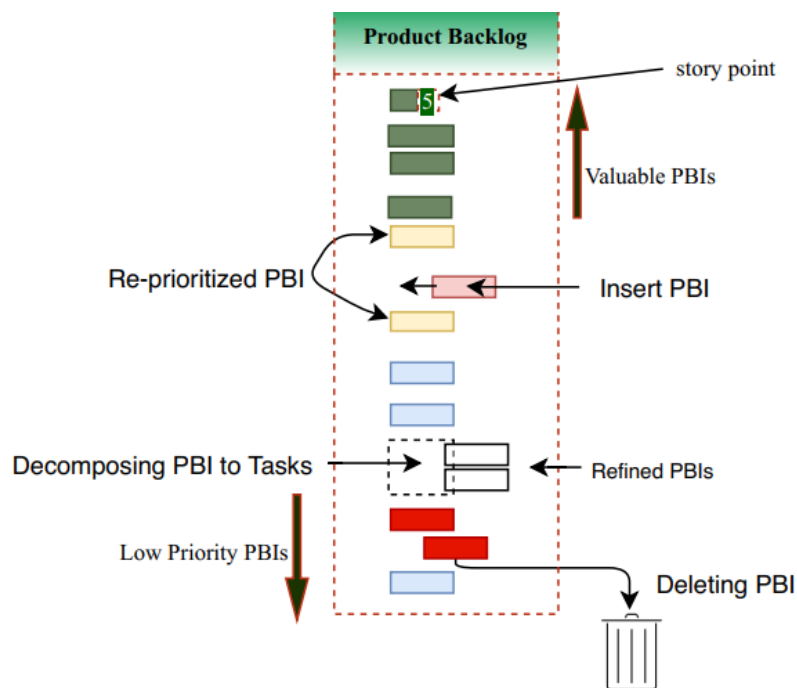 Product Backlog
story point
5
Valuable PBIs
Re-prioritized PBI
Insert PBI
Decomposing PBI to Tasks
Refined PBIs
Low Priority PBIs
Deleting PBI